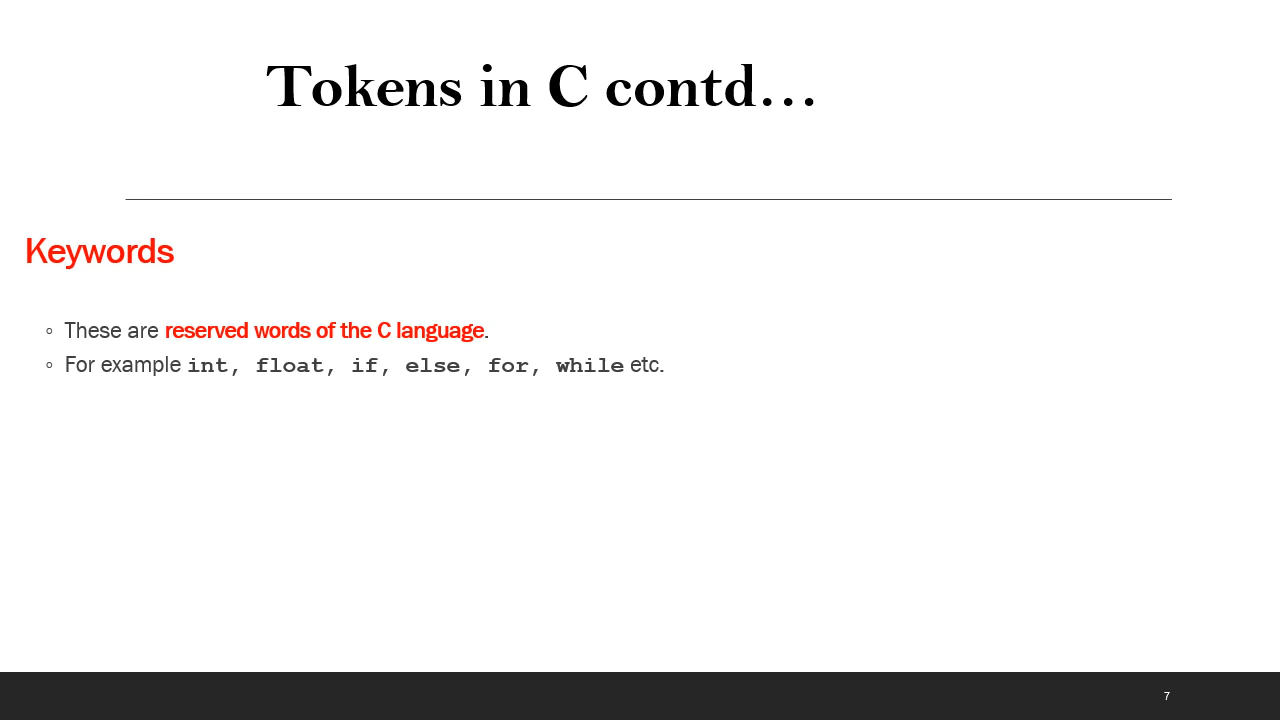 Tokens in C contd…
Keywords
◦ These are reserved words of the C language.
◦ For example int, float, if, else, for, while etc.
7